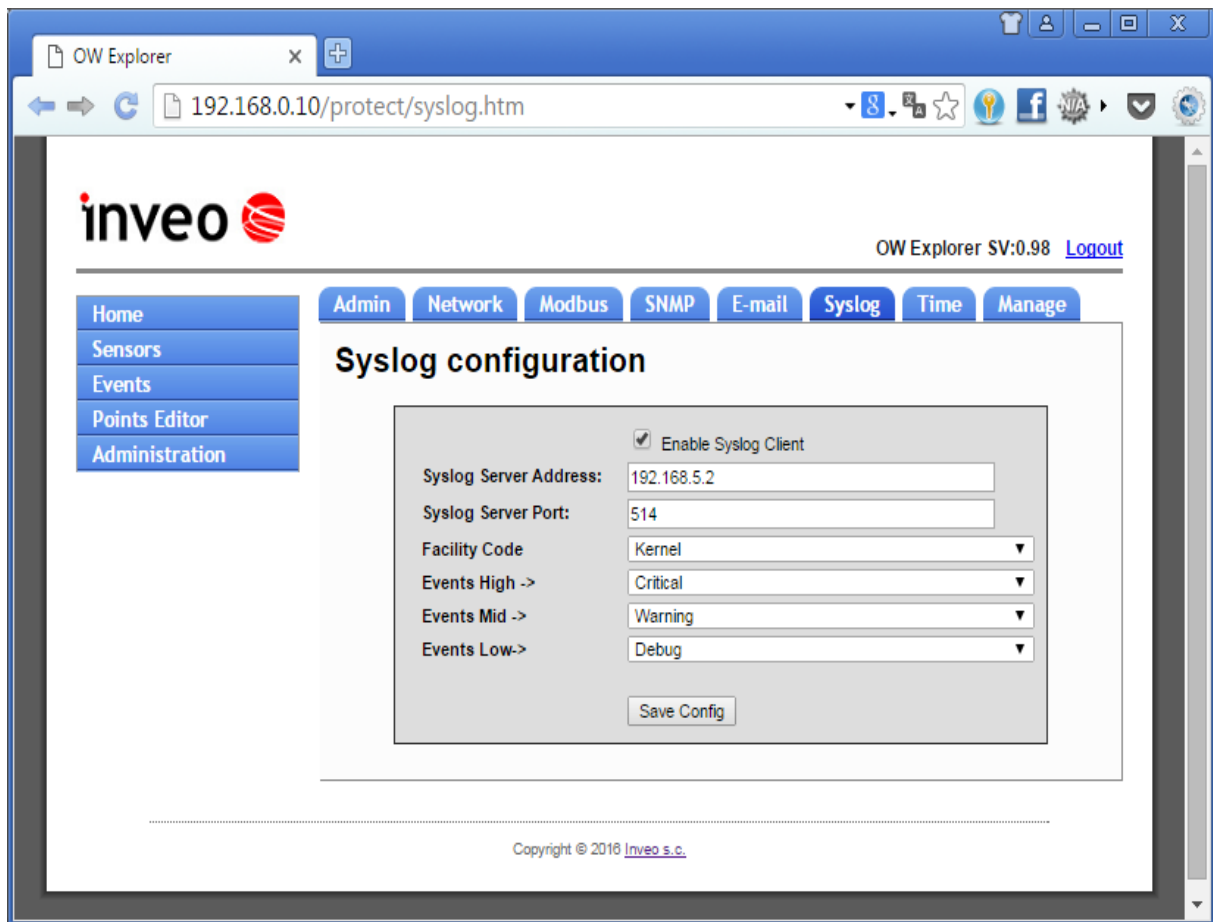 OW Explorer
192.168.0.10/protect/syslog.htm
inveo
OW Explorer SV:0.98 Logout
Home
Sensors
Events
Points Editor
Administration
Admin Network Modbus SNMP E-mail Syslog Time Manage
Syslog configuration
Enable Syslog Client
Syslog Server Address: 192.168.5.2
Syslog Server Port: 514
Facility Code Kernel
Events High -> Critical
Events Mid -> Warning
Events Low-> Debug
Save Config
Copyright © 2016 Inveo s.c.